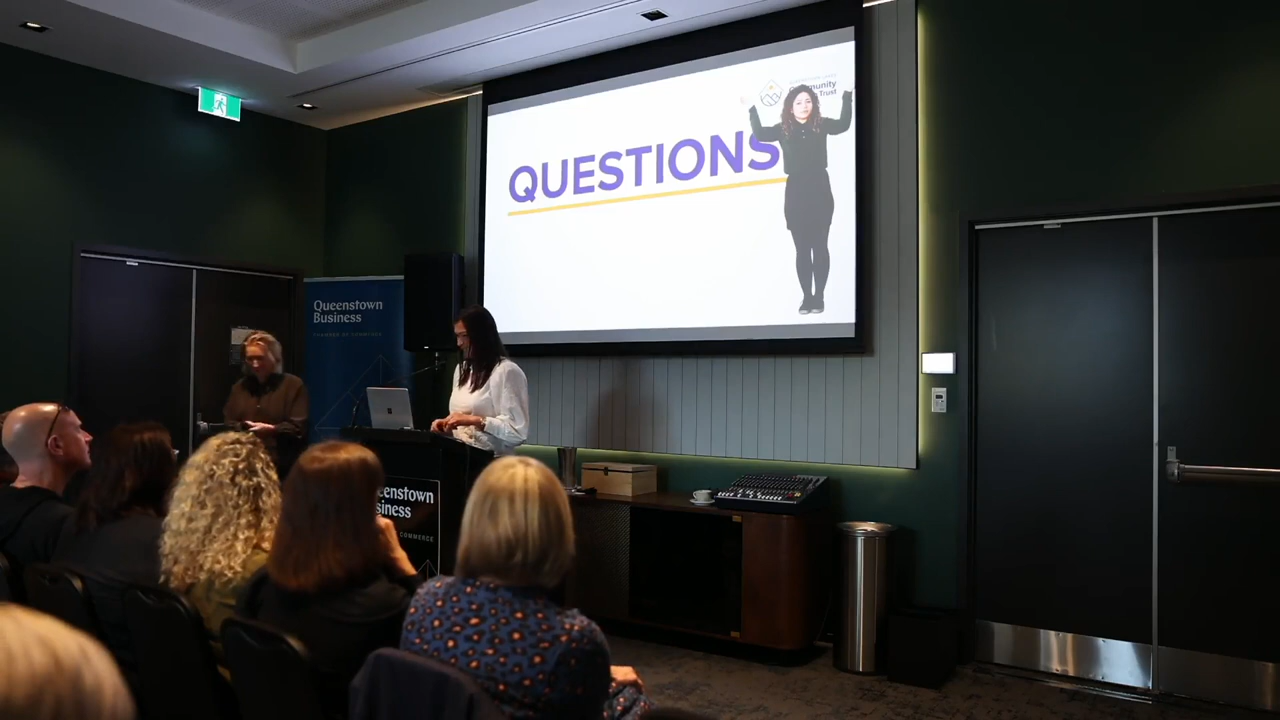 Community
Trust
QUESTIONS
Queenstown
Business
CHAMBER OF COMMERCE
eenstown
siness
COMMERCE